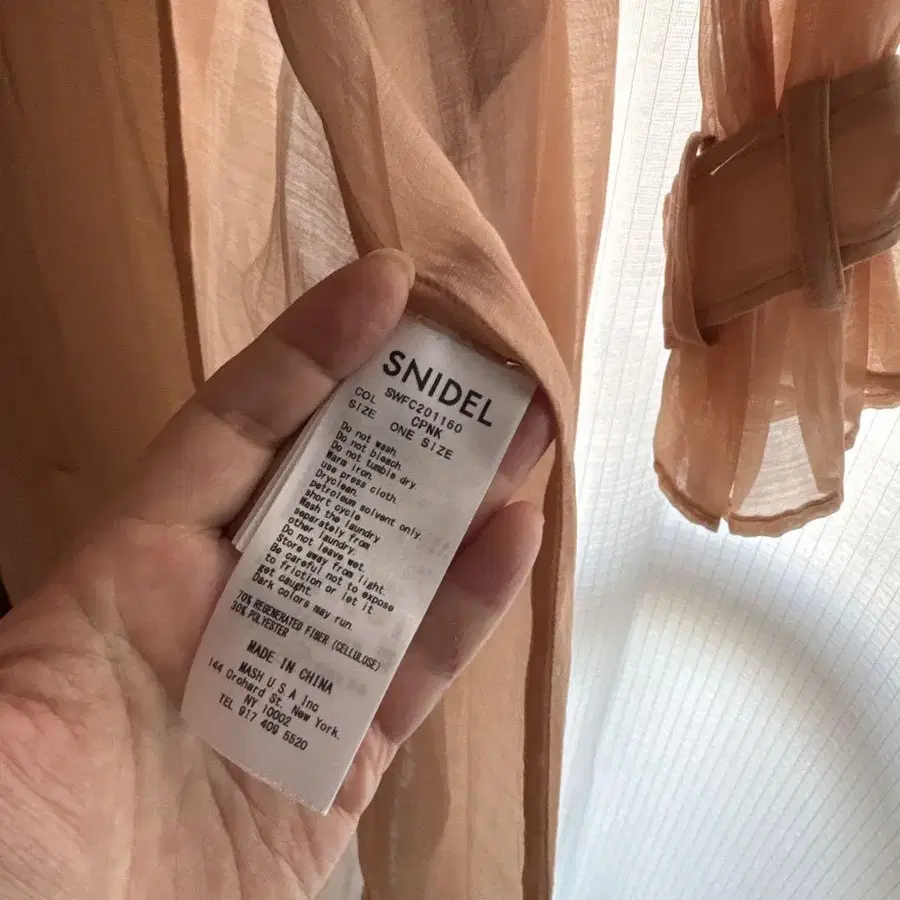 SNIDEL
SWFC201160
COL CPNK
SIZE ONE SIZE
Do not wash.
Do not bleach.
Do not tumble dry.
Warm iron.
use press cloth.
Dryclean.
petroleum solvent only.
short cycle
Wash the laundry
separately from
other laundry.
Do not leave wet.
Store away from light.
Be careful not to expose
to friction or let it
get caught.
Dark colors may run.
70% REGENERATED FIBER (CELLULOSE)
30% POLYESTER
MADE IN CHINA
MASH U S A Inc
144 Orchard St. New York.
NY 10002
TEL 917 409 5520